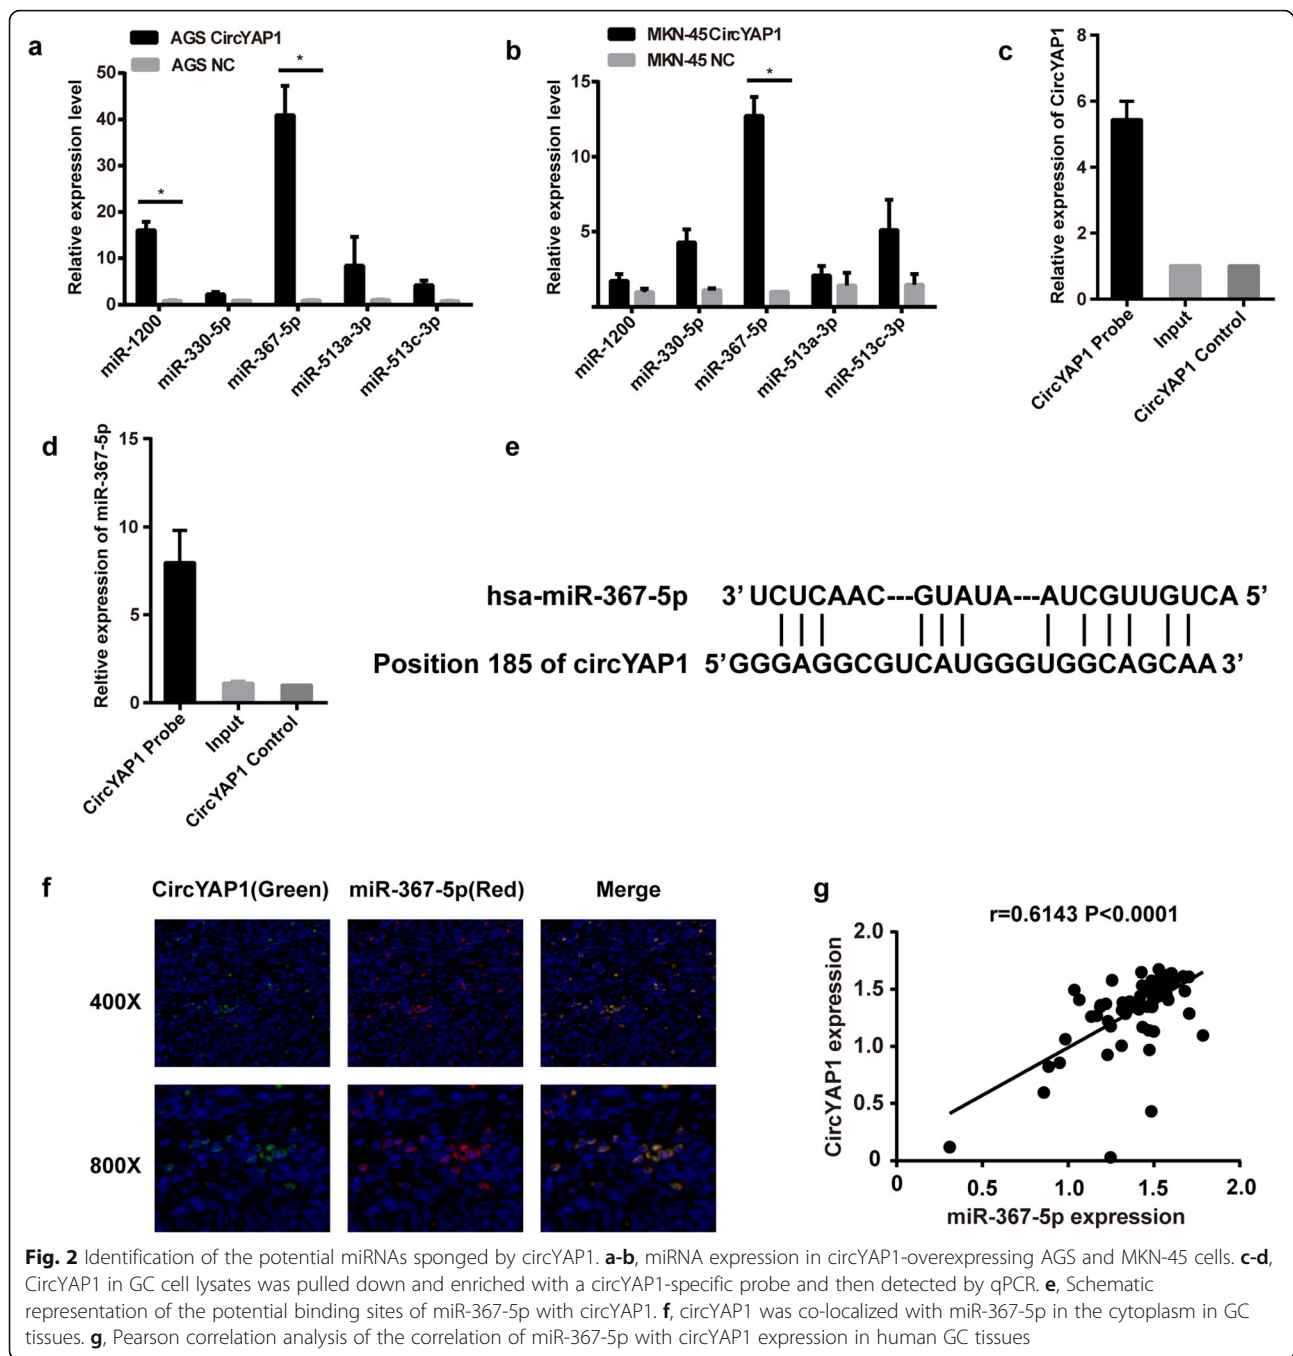 a
AGS CircYAP1
AGS NC
Relative expression level
50
40
30
20
10
0
*
*
miR-1200
miR-330-5p
miR-367-5p
miR-513a-3p
miR-513c-3p
b
MKN-45CircYAP1
MKN-45 NC
Relative expression level
15
10
5
*
miR-1200
miR-330-5p
miR-367-5p
miR-513a-3p
miR-513c-3p
c
Relative expression of CircYAP1
8
6
4
2
0
CircYAP1 Probe
Input
CircYAP1 Control
d
Reltive expression of miR-367-5p
15
10
5
0
CircYAP1 Probe
Input
CircYAP1 Control
e
hsa-miR-367-5p 3’ UCUCAAC---GUAUA---AUCGUUGUCA 5’
Position 185 of circYAP1 5’GGGAGGCGUCAUGGGUGGCAGCAA 3’
f
CircYAP1(Green) miR-367-5p(Red) Merge
400X
800X
g
r=0.6143 P<0.0001
CircYAP1 expression
2.0
1.5
1.0
0.5
0
0 0.5 1.0 1.5 2.0
miR-367-5p expression
Fig. 2 Identification of the potential miRNAs sponged by circYAP1. a-b, miRNA expression in circYAP1-overexpressing AGS and MKN-45 cells. c-d,
CircYAP1 in GC cell lysates was pulled down and enriched with a circYAP1-specific probe and then detected by qPCR. e, Schematic
representation of the potential binding sites of miR-367-5p with circYAP1. f, circYAP1 was co-localized with miR-367-5p in the cytoplasm in GC
tissues. g, Pearson correlation analysis of the correlation of miR-367-5p with circYAP1 expression in human GC tissues